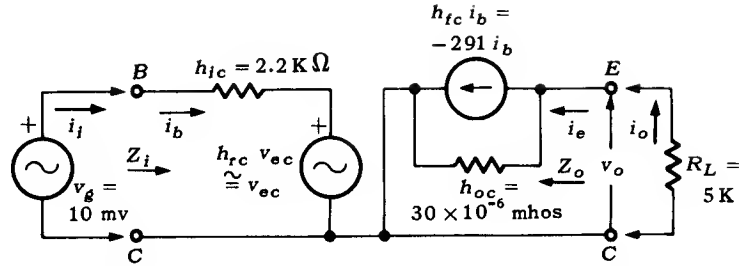 h_fc i_b =
−291 i_b
B
h_ic = 2.2 K Ω
E
+
i_i
i_b
+
i_e
i_o
Z_i
h_rc v_ec
≅ v_ec
Z_o
v_o
R_L =
5 K
v_g =
10 mv
h_oc =
30 × 10⁻⁶ mhos
C
C